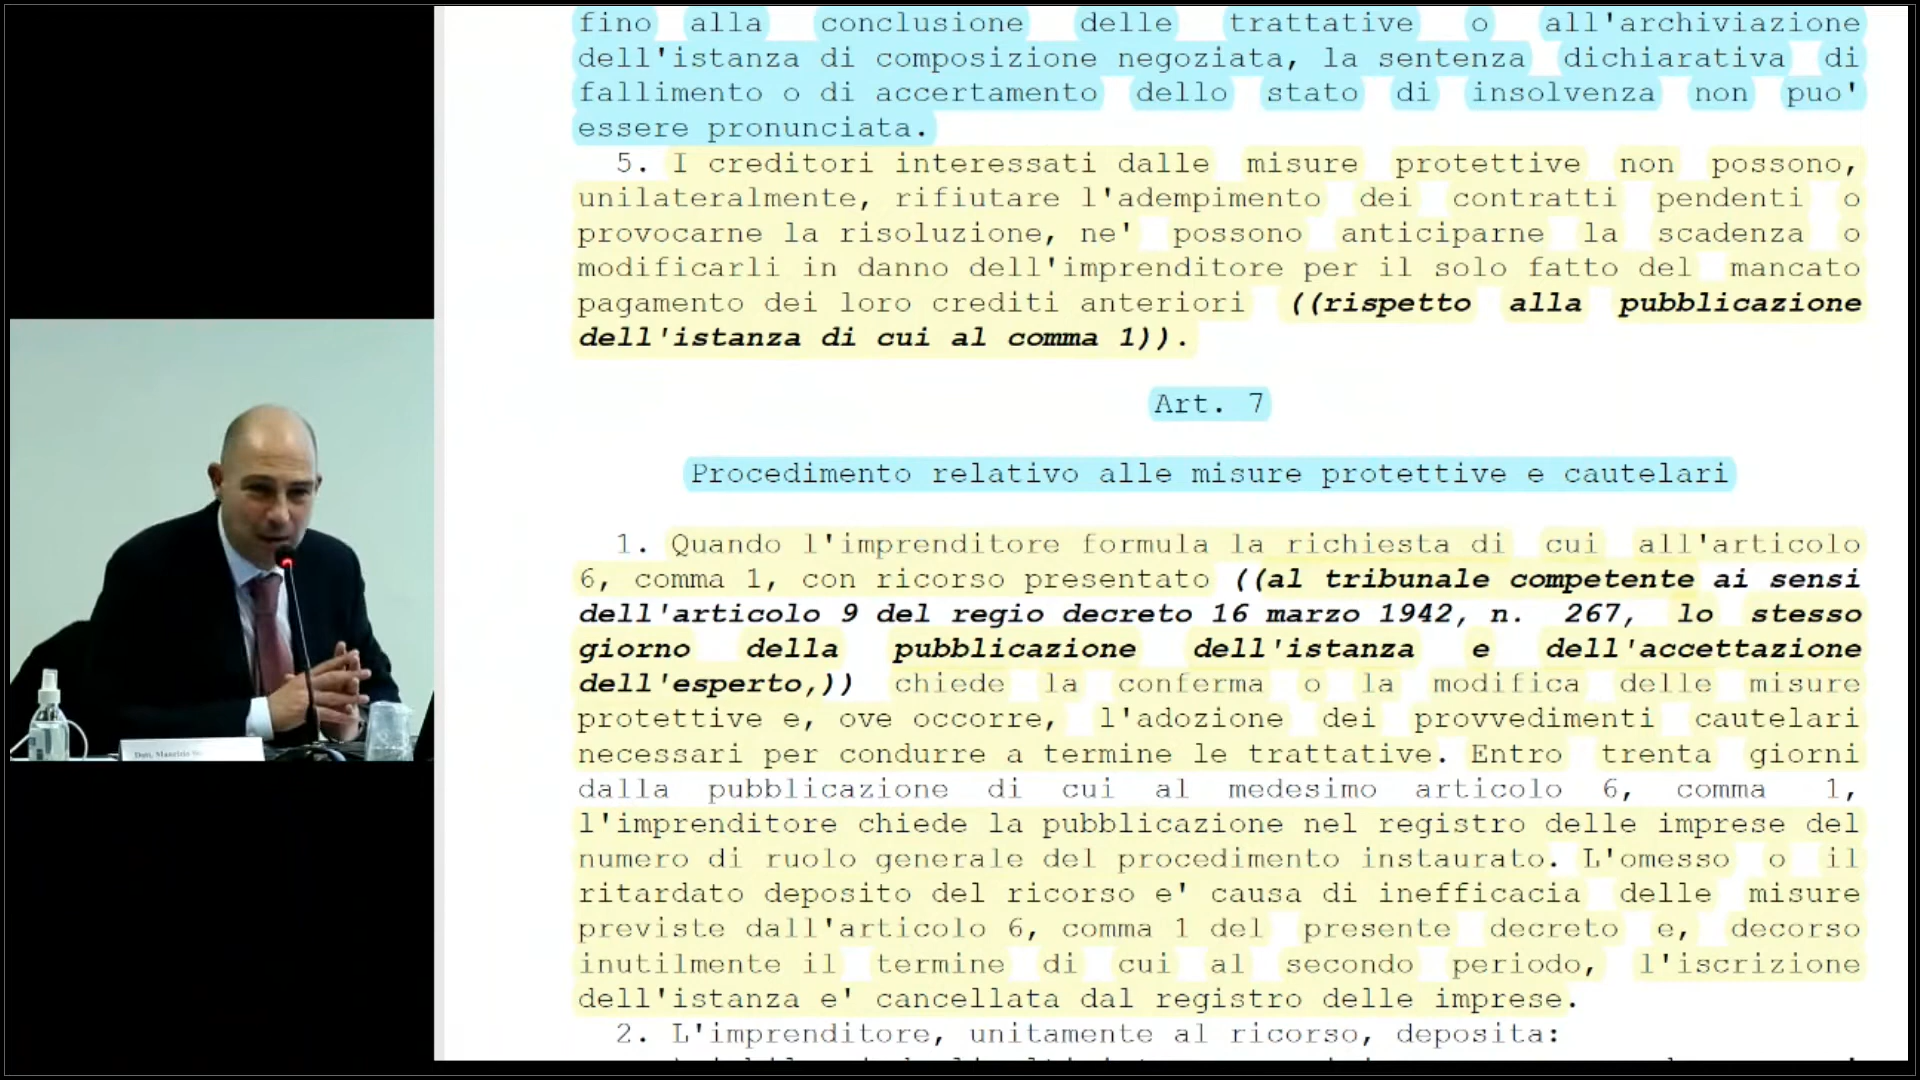 fino alla conclusione delle trattative o all'archiviazione
dell'istanza di composizione negoziata, la sentenza dichiarativa di
fallimento o di accertamento dello stato di insolvenza non puo'
essere pronunciata.
5. I creditori interessati dalle misure protettive non possono,
unilateralmente, rifiutare l'adempimento dei contratti pendenti o
provocarne la risoluzione, ne' possono anticiparne la scadenza o
modificarli in danno dell'imprenditore per il solo fatto del mancato
pagamento dei loro crediti anteriori ((rispetto alla pubblicazione
dell'istanza di cui al comma 1)).
Art. 7
Procedimento relativo alle misure protettive e cautelari
1. Quando l'imprenditore formula la richiesta di cui all'articolo
6, comma 1, con ricorso presentato ((al tribunale competente ai sensi
dell'articolo 9 del regio decreto 16 marzo 1942, n. 267, lo stesso
giorno della pubblicazione dell'istanza e dell'accettazione
dell'esperto,)) chiede la conferma o la modifica delle misure
protettive e, ove occorre, l'adozione dei provvedimenti cautelari
necessari per condurre a termine le trattative. Entro trenta giorni
dalla pubblicazione di cui al medesimo articolo 6, comma 1,
l'imprenditore chiede la pubblicazione nel registro delle imprese del
numero di ruolo generale del procedimento instaurato. L'omesso o il
ritardato deposito del ricorso e' causa di inefficacia delle misure
previste dall'articolo 6, comma 1 del presente decreto e, decorso
inutilmente il termine di cui al secondo periodo, l'iscrizione
dell'istanza e' cancellata dal registro delle imprese.
2. L'imprenditore, unitamente al ricorso, deposita:
Dott. Maurizio